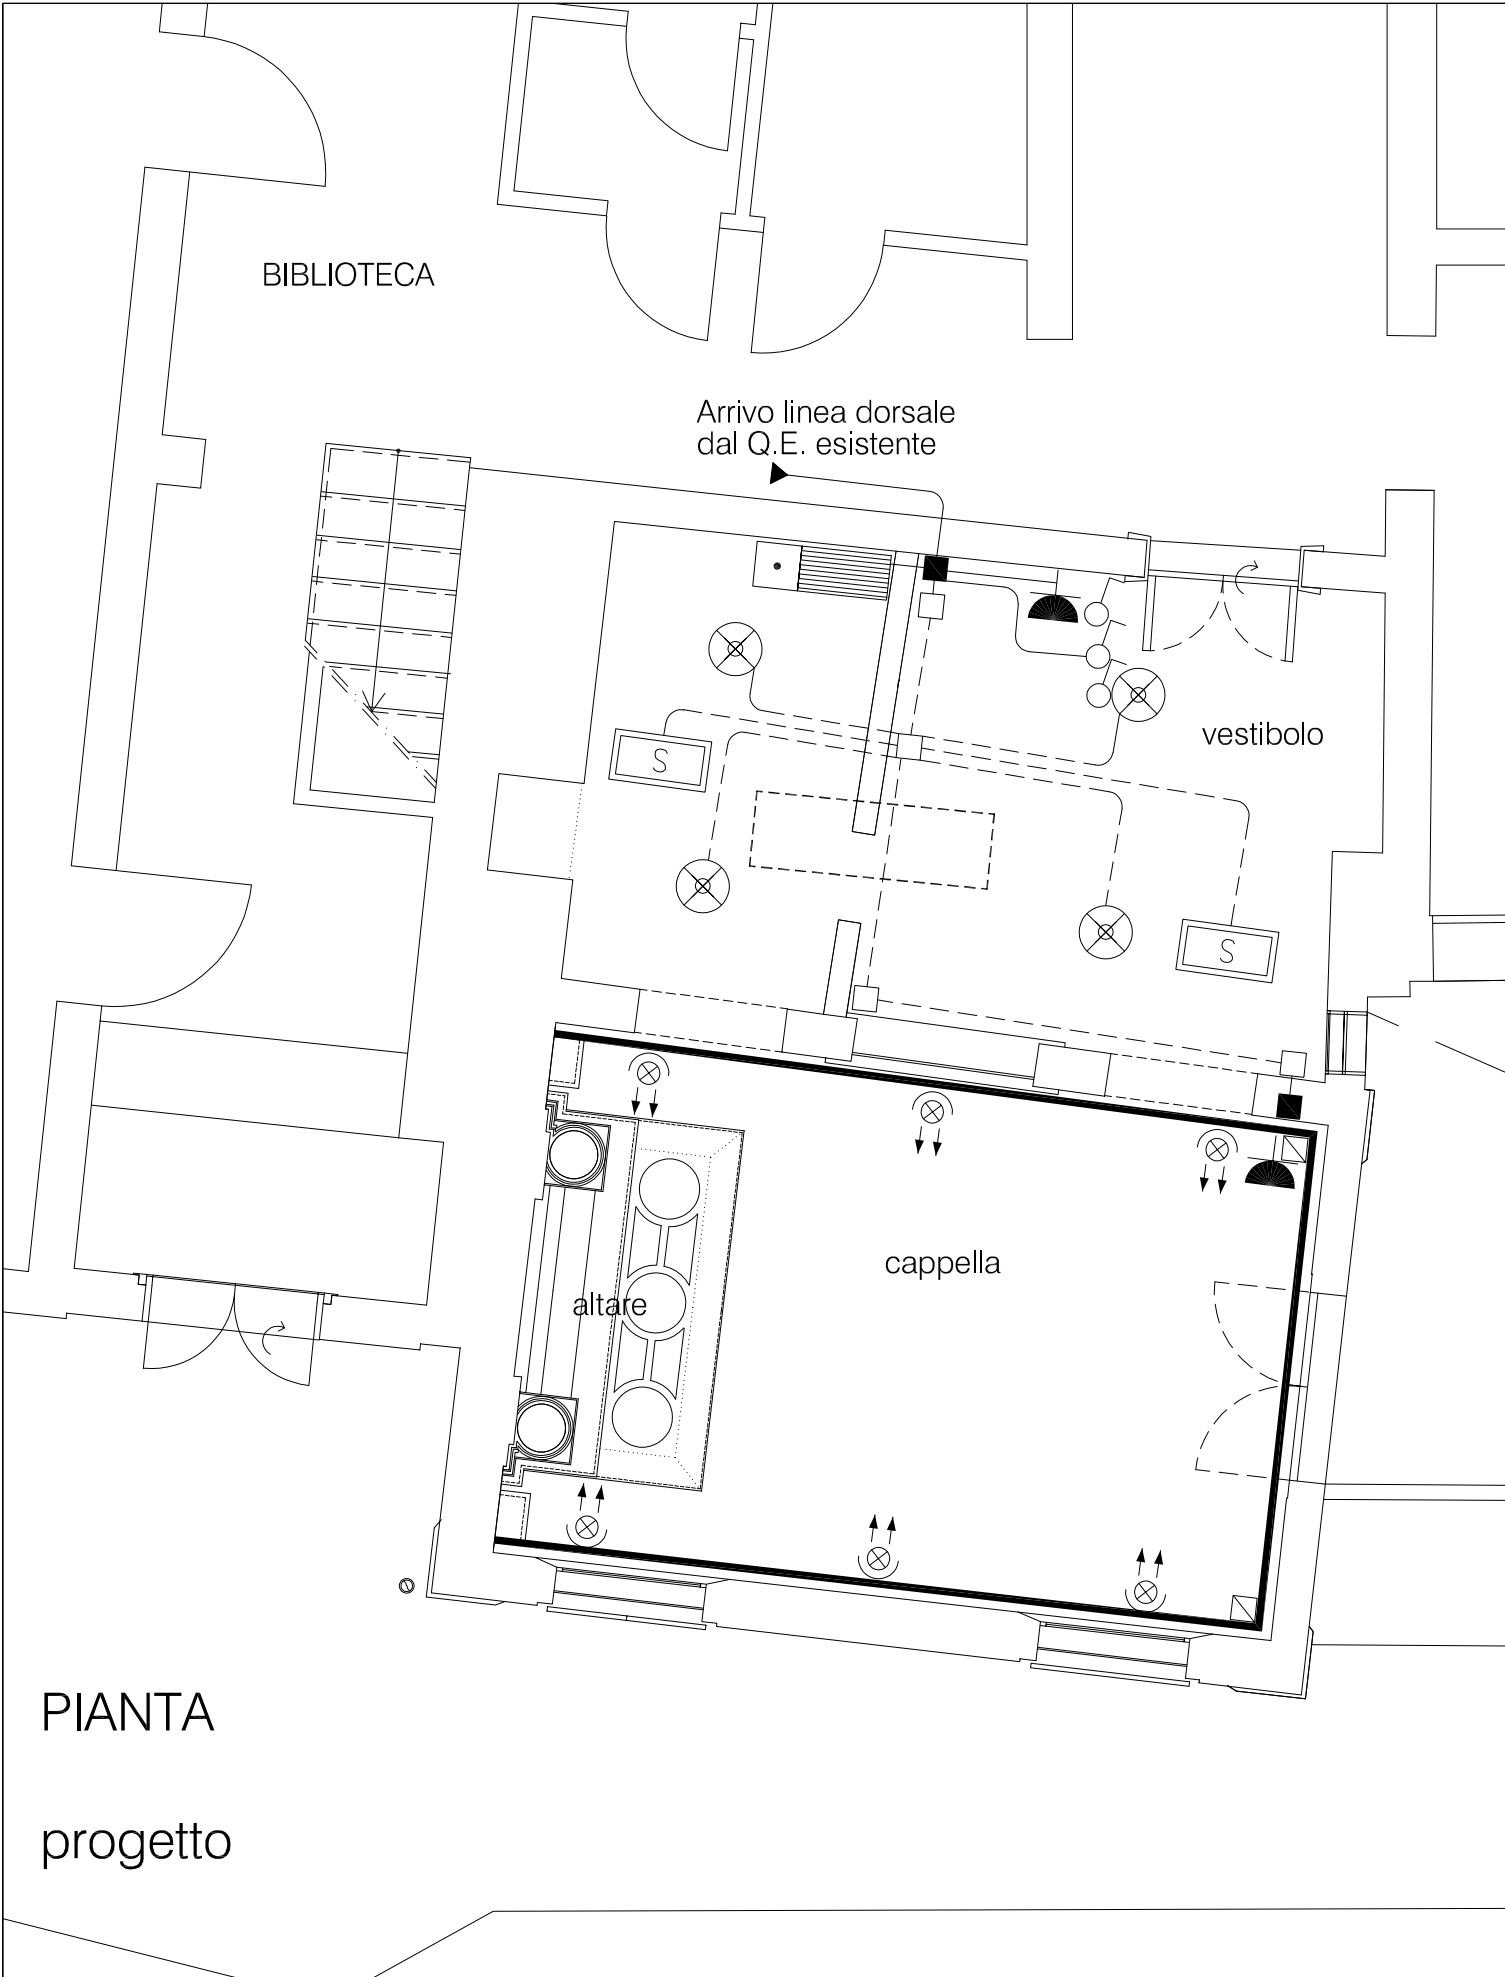 BIBLIOTECA
Arrivo linea dorsale
dal Q.E. esistente
vestibolo
S
S
cappella
altare
PIANTA
progetto